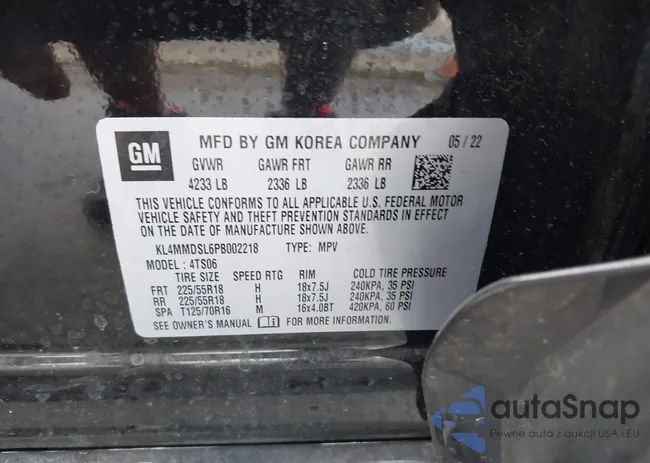 GM
MFD BY GM KOREA COMPANY 05/22
GVWR GAWR FRT GAWR RR
4233 LB 2336 LB 2336 LB
THIS VEHICLE CONFORMS TO ALL APPLICABLE U.S. FEDERAL MOTOR
VEHICLE SAFETY AND THEFT PREVENTION STANDARDS IN EFFECT
ON THE DATE OF MANUFACTURE SHOWN ABOVE.
KL4MMDSL6PB002218 TYPE: MPV
MODEL: 4TS06
TIRE SIZE SPEED RTG RIM COLD TIRE PRESSURE
FRT 225/55R18 H 18x7.5J 240KPA, 35 PSI
RR 225/55R18 H 18x7.5J 240KPA, 35 PSI
SPA T125/70R16 M 16x4.0BT 420KPA, 60 PSI
SEE OWNER'S MANUAL i FOR MORE INFORMATION
autaSnap
Pewne auta z aukcji USA i EU